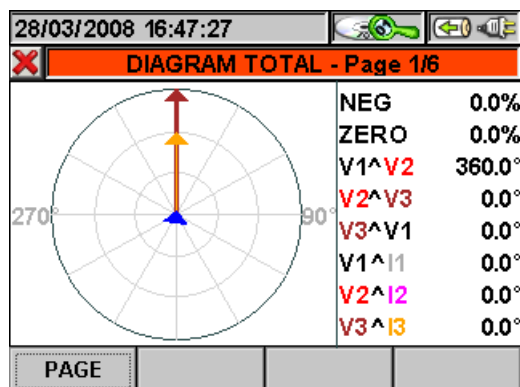 28/03/2008 16:47:27
DIAGRAM TOTAL - Page 1/6
NEG 0.0%
ZERO 0.0%
V1^V2 360.0°
V2^V3 0.0°
V3^V1 0.0°
V1^I1 0.0°
V2^I2 0.0°
V3^I3 0.0°
270° 90°
PAGE